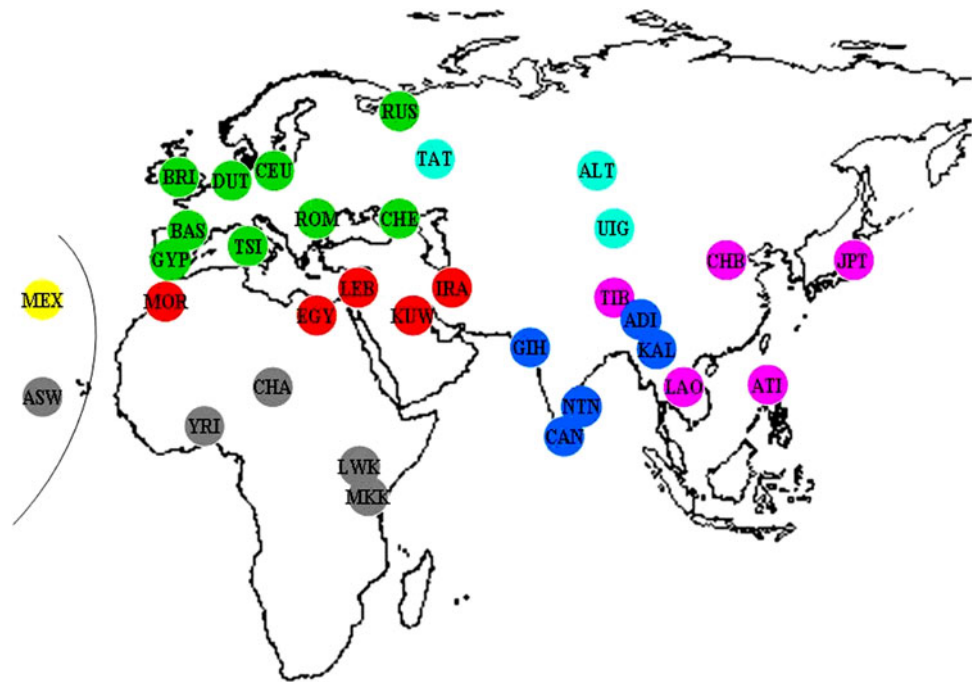 RUS
TAT
ALT
BRI
DUT
CEU
ROM
CHE
UIG
BAS
TSI
GYP
CHB
JPT
MEX
MOR
LEB
IRA
EGY
KUW
TIB
ADI
GIH
KAL
ASW
CHA
LAO
ATI
NTN
YRI
CAN
LWK
MKK